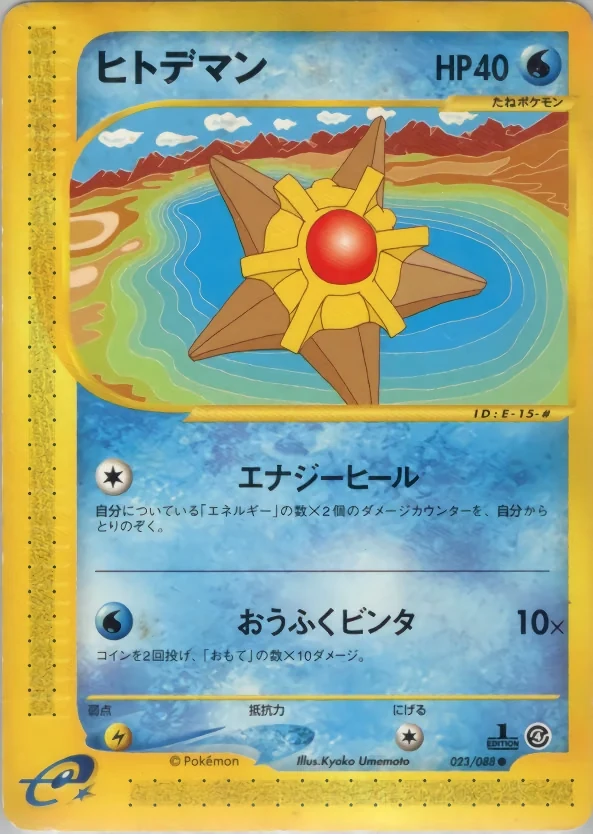 ヒトデマン
HP40
たねポケモン
ID:E-15-#
エナジーヒール
自分についている「エネルギー」の数×2個のダメージカウンターを、自分から
とりのぞく。
おうふくビンタ 10×
コインを2回投げ、「おもて」の数×10ダメージ。
弱点 抵抗力 にげる
1 EDITION
©Pokémon Illus.Kyoko Umemoto 023/088 ●
e